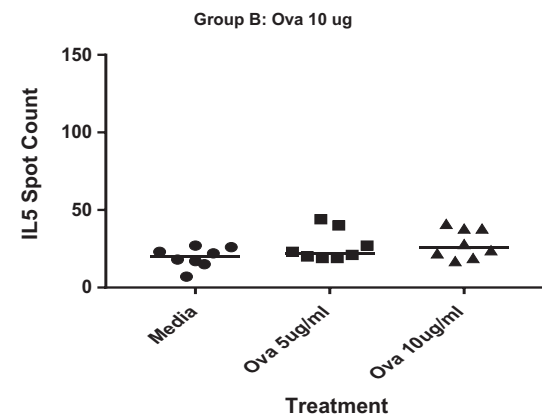 Group B: Ova 10 ug
150
100
50
0
IL5 Spot Count
Media
Ova 5ug/ml
Ova 10ug/ml
Treatment